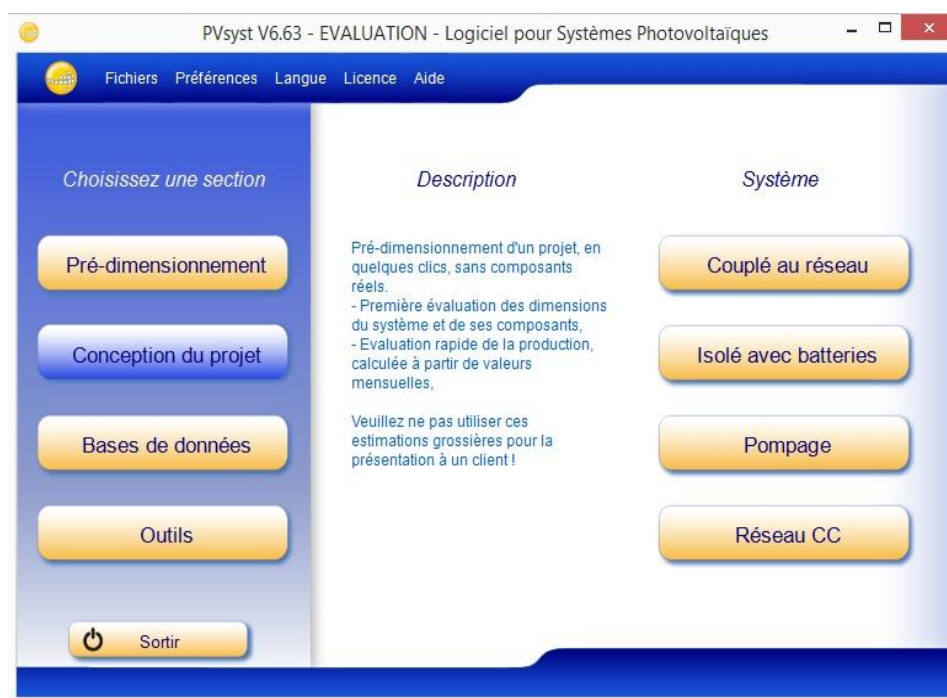 PVsyst V6.63 - EVALUATION - Logiciel pour Systèmes Photovoltaïques
Fichiers Préférences Langue Licence Aide
Choisissez une section
Pré-dimensionnement
Conception du projet
Bases de données
Outils
Sortir
Description
Pré-dimensionnement d'un projet, en
quelques clics, sans composants
réels.
- Première évaluation des dimensions
du système et de ses composants,
- Evaluation rapide de la production,
calculée à partir de valeurs
mensuelles,
Veuillez ne pas utiliser ces
estimations grossières pour la
présentation à un client !
Système
Couplé au réseau
Isolé avec batteries
Pompage
Réseau CC